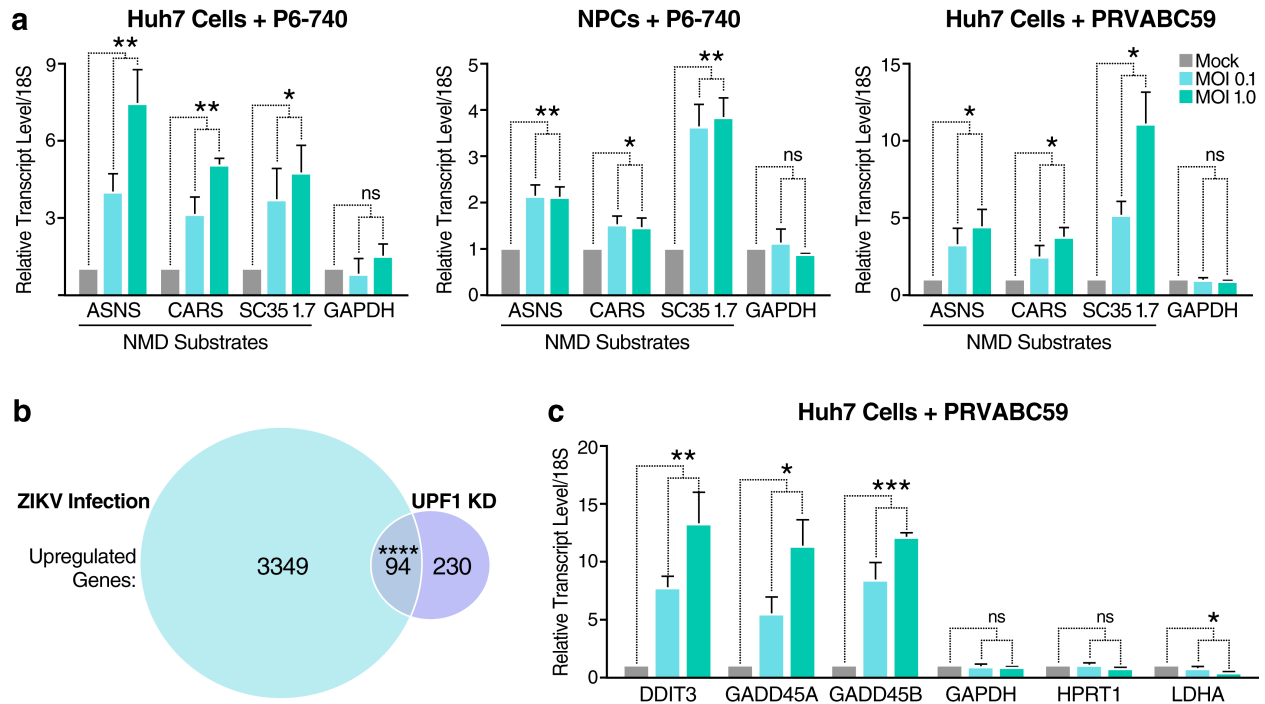 a
Huh7 Cells + P6-740
Relative Transcript Level/18S
9
6
3
**
**
*
ns
ASNS CARS SC35 1.7 GAPDH
NMD Substrates
NPCs + P6-740
Relative Transcript Level/18S
5
4
3
2
1
0
**
*
**
ns
ASNS CARS SC35 1.7 GAPDH
NMD Substrates
Huh7 Cells + PRVABC59
Relative Transcript Level/18S
15
10
5
0
*
*
*
ns
Mock
MOI 0.1
MOI 1.0
ASNS CARS SC35 1.7 GAPDH
NMD Substrates
b
ZIKV Infection
UPF1 KD
Upregulated
Genes:
3349
****
94
230
c
Huh7 Cells + PRVABC59
Relative Transcript Level/18S
20
15
10
5
0
**
*
***
ns
ns
*
DDIT3 GADD45A GADD45B GAPDH HPRT1 LDHA